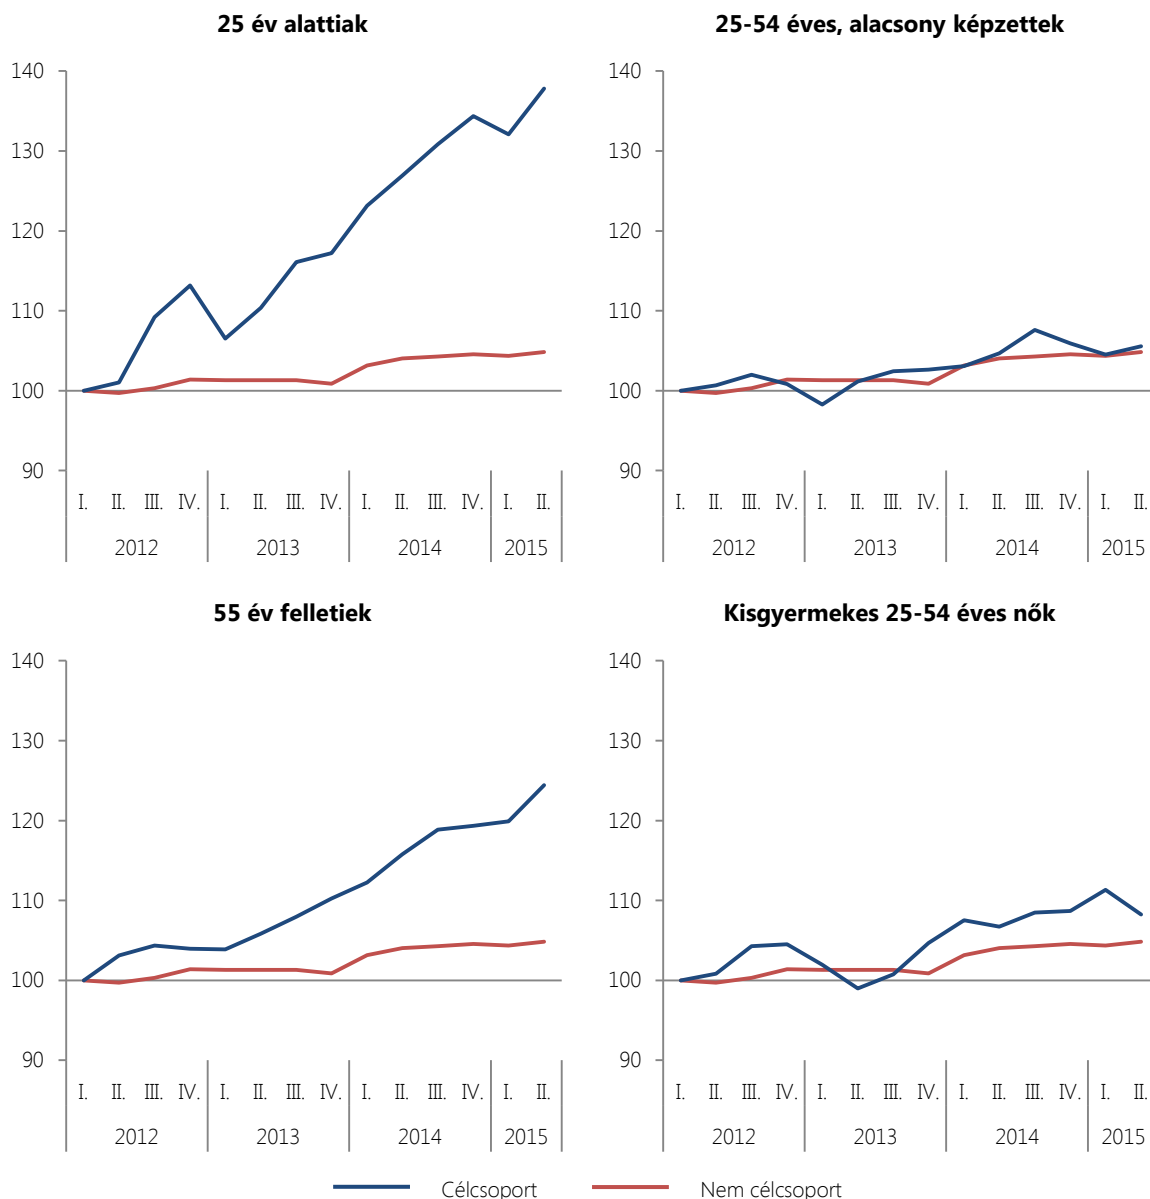 25 év alattiak
140
130
120
110
100
90
I. II. III. IV. I. II. III. IV. I. II. III. IV. I. II.
2012 2013 2014 2015
25-54 éves, alacsony képzettek
140
130
120
110
100
90
I. II. III. IV. I. II. III. IV. I. II. III. IV. I. II.
2012 2013 2014 2015
55 év felletiek
140
130
120
110
100
90
I. II. III. IV. I. II. III. IV. I. II. III. IV. I. II.
2012 2013 2014 2015
Kisgyermekes 25-54 éves nők
140
130
120
110
100
90
I. II. III. IV. I. II. III. IV. I. II. III. IV. I. II.
2012 2013 2014 2015
Célcsoport Nem célcsoport